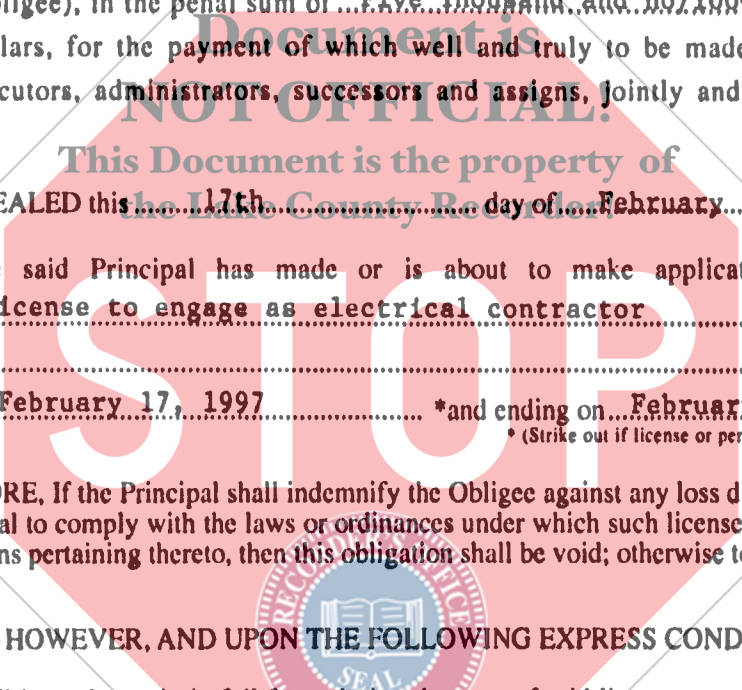 ligee), in the penal sum of ... Five thousand and no/100
Document is
lars, for the payment of which well and truly to be made
cutors, administrators, successors and assigns, jointly and
NOT OFFICIAL!
This Document is the property of
the Lake County Recorder!
EALED this ........ 17th ........ day of ..... February ...
said Principal has made or is about to make applicat
icense to engage as electrical contractor
February 17, 1997 ........ *and ending on ... Februar
* (Strike out if license or per
STOP
ORE, If the Principal shall indemnify the Obligee against any loss d
al to comply with the laws or ordinances under which such license
ns pertaining thereto, then this obligation shall be void; otherwise t
RECORDER'S OFFICE
HOWEVER, AND UPON THE FOLLOWING EXPRESS COND
SEAL